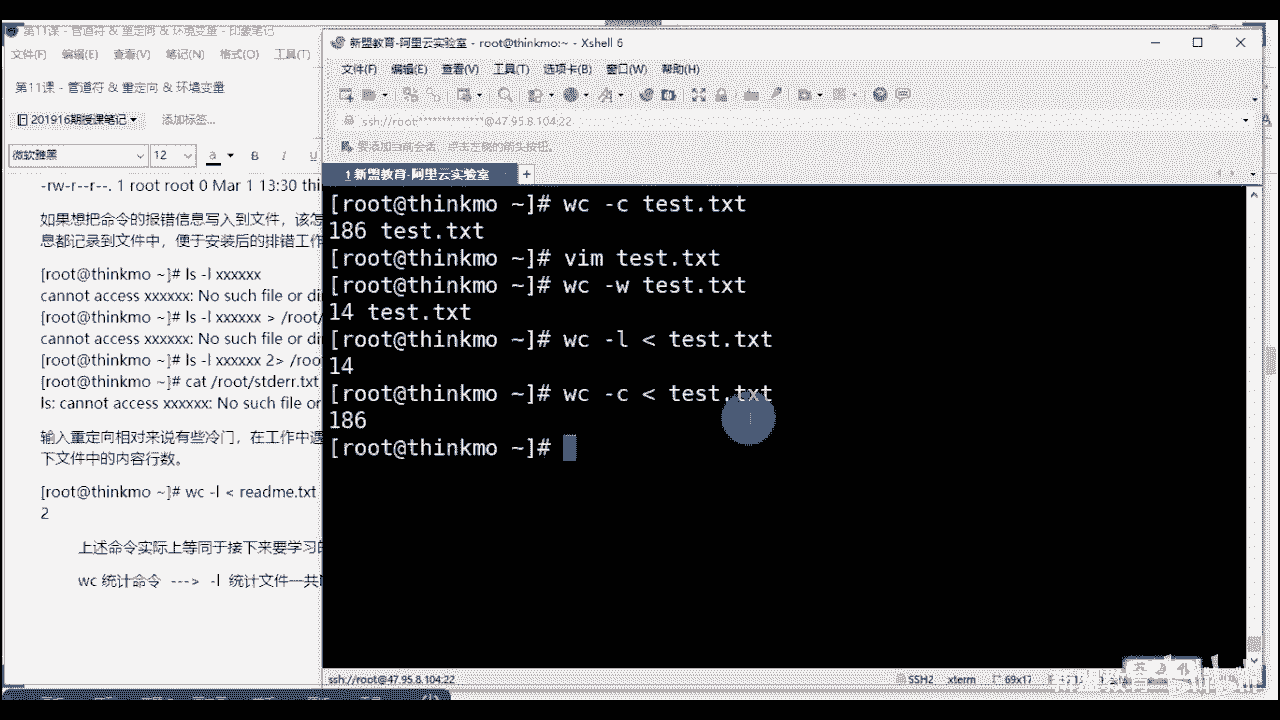 第11课 - 管道符 & 重定向 & 环境变量 - 印象笔记
文件(F) 编辑(E) 查看(V) 笔记(N) 格式(O) 工具(T)
第11课 - 管道符 & 重定向 & 环境变量
201916期授课笔记 添加标签...
微软雅黑 12 a B I U
-rw-r--r--. 1 root root 0 Mar 1 13:30 thi
如果想把命令的报错信息写入到文件，该怎
息都记录到文件中，便于安装后的排错工作
[root@thinkmo ~]# ls -l xxxxxx
cannot access xxxxxx: No such file or di
[root@thinkmo ~]# ls -l xxxxxx > /root/
cannot access xxxxxx: No such file or di
[root@thinkmo ~]# ls -l xxxxxx 2> /roo
[root@thinkmo ~]# cat /root/stderr.txt
ls: cannot access xxxxxx: No such file or
输入重定向相对来说有些冷门，在工作中遇
下文件中的内容行数。
[root@thinkmo ~]# wc -l < readme.txt
2
上述命令实际上等同于接下来要学习的
wc 统计命令 ---> -l 统计文件一共
新盟教育-阿里云实验室 - root@thinkmo:~ - Xshell 6
文件(F) 编辑(E) 查看(V) 工具(T) 选项卡(B) 窗口(W) 帮助(H)
ssh://root:**************@47.95.8.104:22
要添加当前会话，点击左侧的箭头按钮。
1 新盟教育-阿里云实验室 +
[root@thinkmo ~]# wc -c test.txt
186 test.txt
[root@thinkmo ~]# vim test.txt
[root@thinkmo ~]# wc -w test.txt
14 test.txt
[root@thinkmo ~]# wc -l < test.txt
14
[root@thinkmo ~]# wc -c < test.txt
186
[root@thinkmo ~]#
ssh://root@47.95.8.104:22 SSH2 xterm 69x17